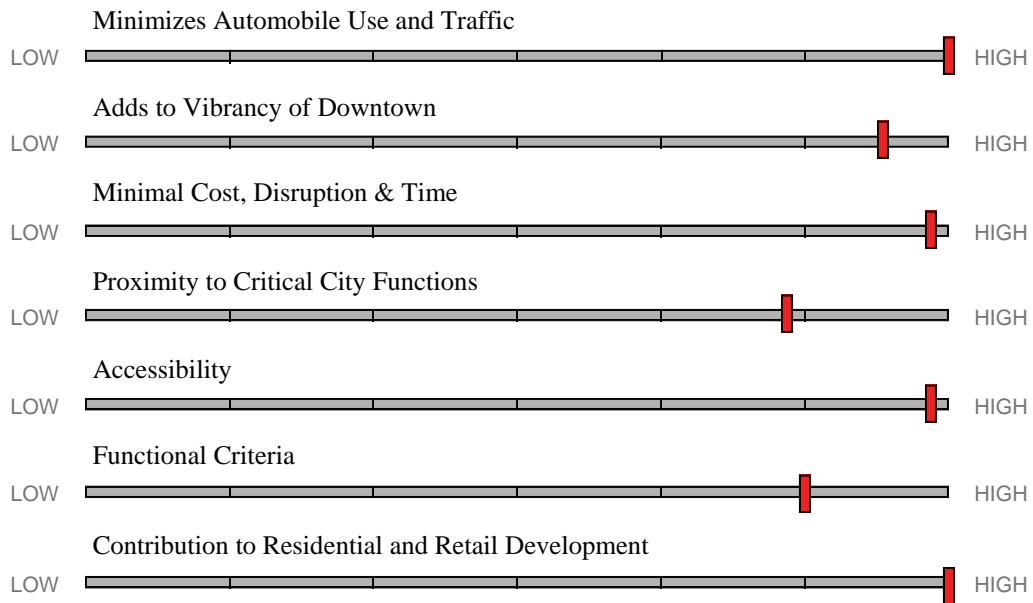 Minimizes Automobile Use and Traffic
LOW HIGH
Adds to Vibrancy of Downtown
LOW HIGH
Minimal Cost, Disruption & Time
LOW HIGH
Proximity to Critical City Functions
LOW HIGH
Accessibility
LOW HIGH
Functional Criteria
LOW HIGH
Contribution to Residential and Retail Development
LOW HIGH